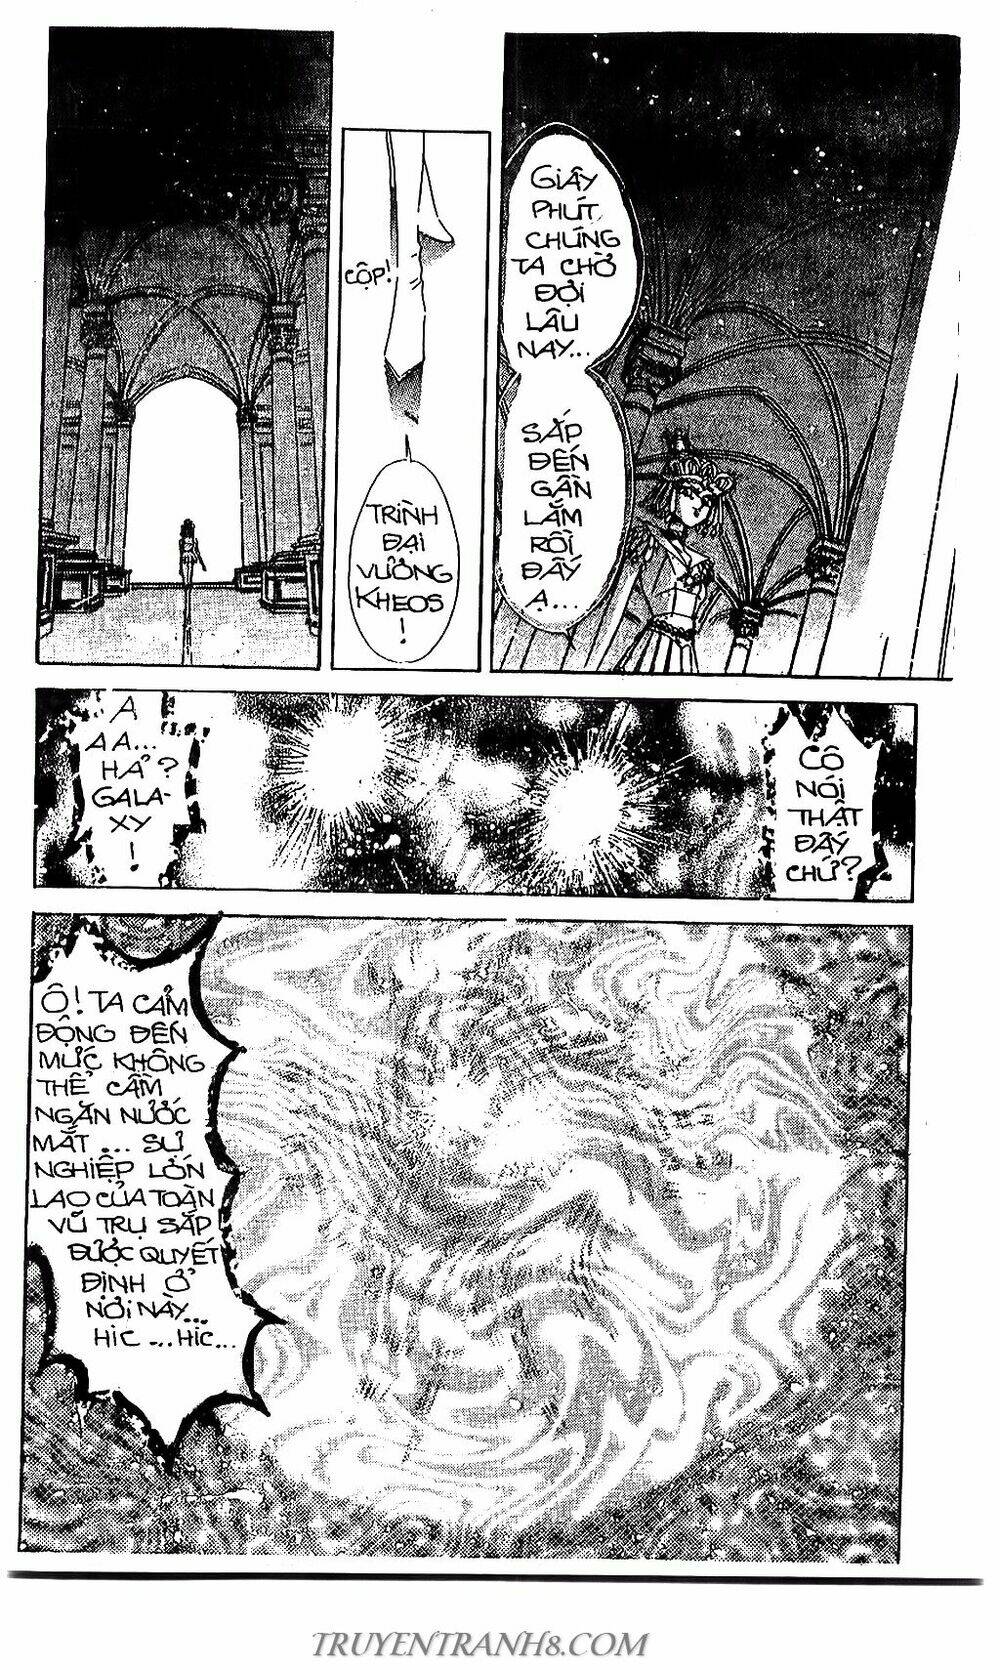 CỘP!
TRÌNH
ĐẠI
VƯƠNG
KHEOS
!
GIÂY
PHÚT
CHÚNG
TA CHỜ
ĐỢI
LÂU
NAY...
SẮP
ĐẾN
GẦN
LẮM
RỒI
ĐẤY
Ạ...
A
AA...
HẢ?
GALA-
XY
!
CÔ
NÓI
THẬT
ĐẤY
CHỨ?
Ô! TA CẢM
ĐỘNG ĐẾN
MỨC KHÔNG
THỂ CẦM
NGĂN NƯỚC
MẮT... SỰ
NGHIỆP LỚN
LAO CỦA TOÀN
VŨ TRỤ SẮP
ĐƯỢC QUYẾT
ĐỊNH Ở
NƠI NÀY...
HIC...HIC...
TRUYENTRANH8.COM